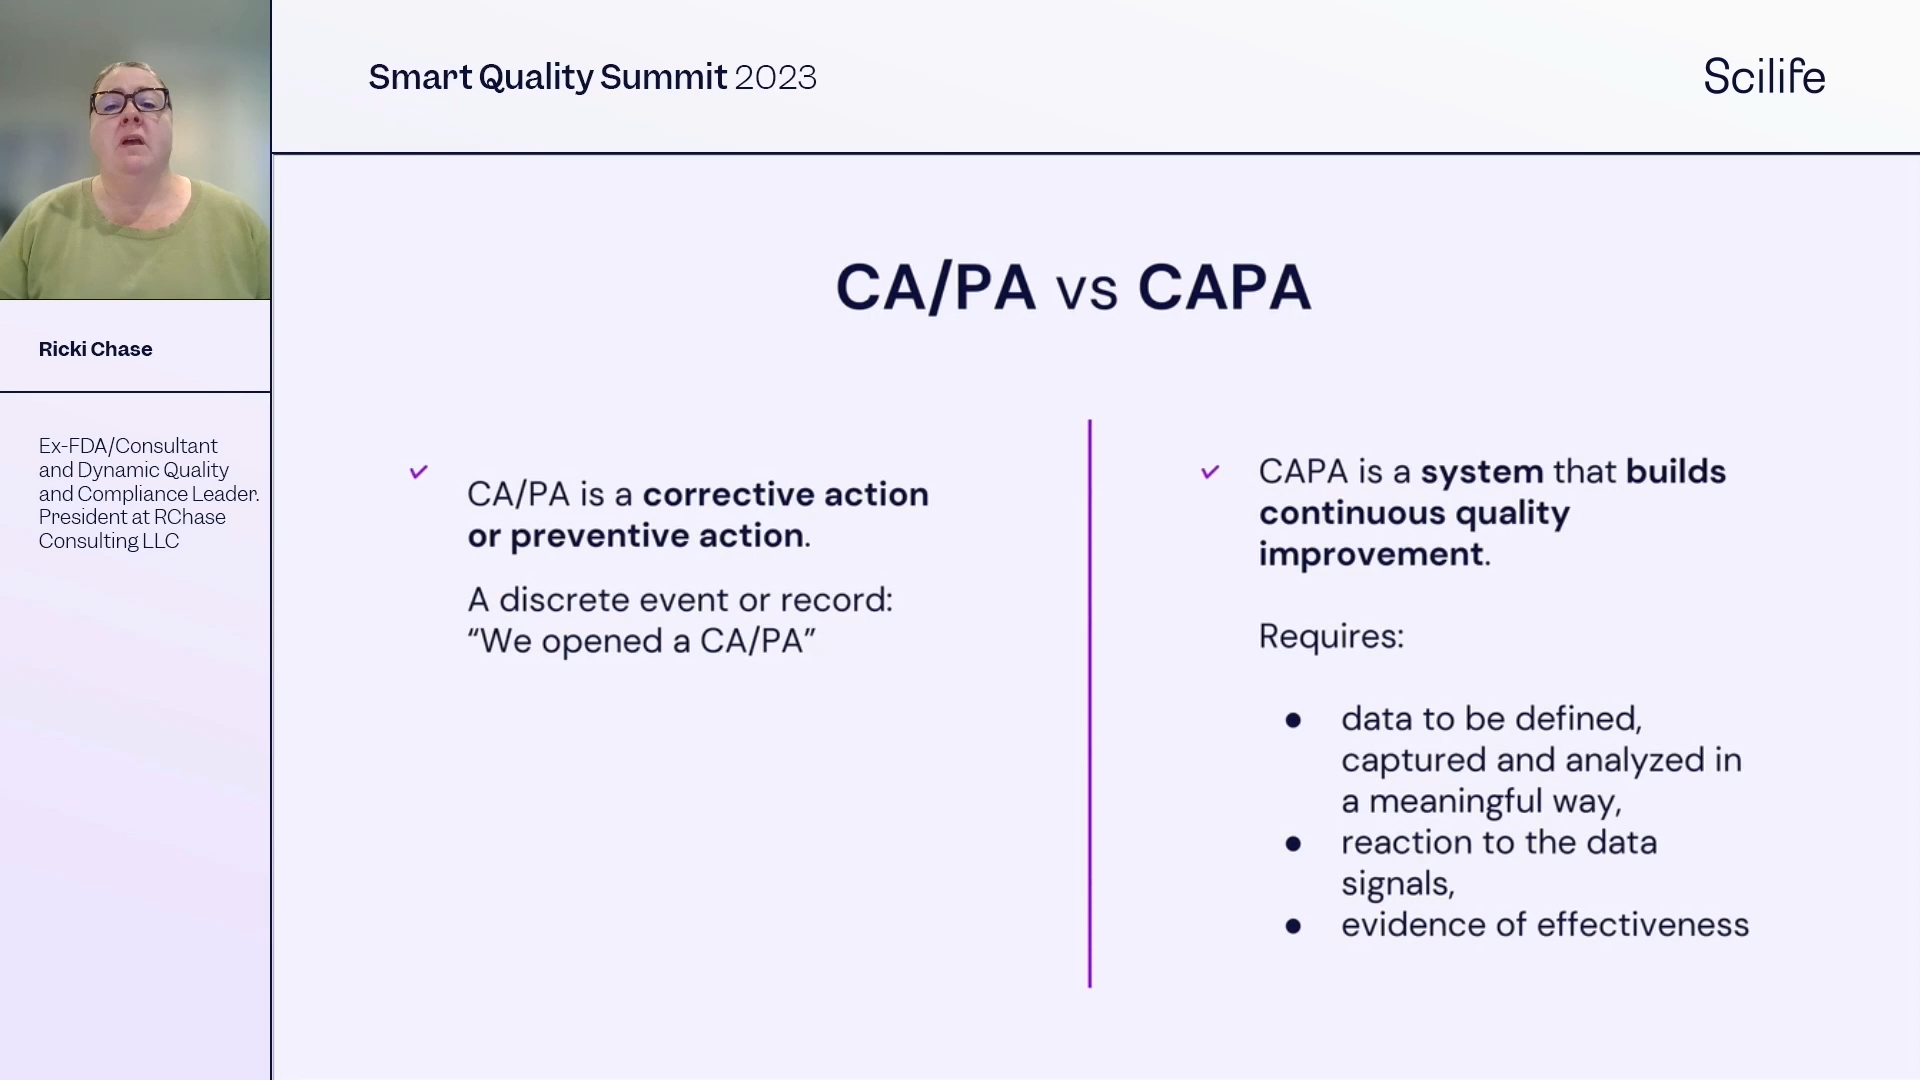 Smart Quality Summit 2023
Scilife
Ricki Chase
Ex-FDA/Consultant
and Dynamic Quality
and Compliance Leader.
President at RChase
Consulting LLC
CA/PA vs CAPA
CA/PA is a corrective action
or preventive action.
A discrete event or record:
“We opened a CA/PA”
CAPA is a system that builds
continuous quality
improvement.
Requires:
● data to be defined,
captured and analyzed in
a meaningful way,
● reaction to the data
signals,
● evidence of effectiveness